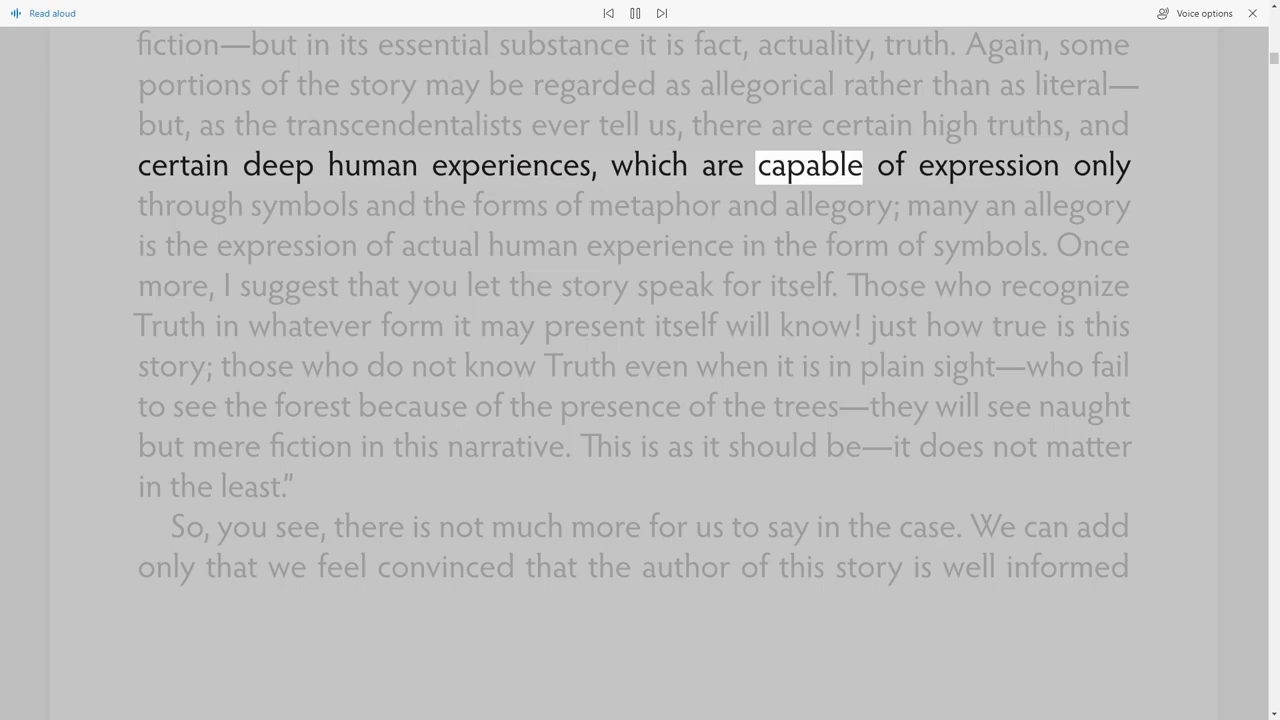 Read aloud
Voice options
fiction—but in its essential substance it is fact, actuality, truth. Again, some
portions of the story may be regarded as allegorical rather than as literal—
but, as the transcendentalists ever tell us, there are certain high truths, and
certain deep human experiences, which are capable of expression only
through symbols and the forms of metaphor and allegory; many an allegory
is the expression of actual human experience in the form of symbols. Once
more, I suggest that you let the story speak for itself. Those who recognize
Truth in whatever form it may present itself will know! just how true is this
story; those who do not know Truth even when it is in plain sight—who fail
to see the forest because of the presence of the trees—they will see naught
but mere fiction in this narrative. This is as it should be—it does not matter
in the least.”
So, you see, there is not much more for us to say in the case. We can add
only that we feel convinced that the author of this story is well informed